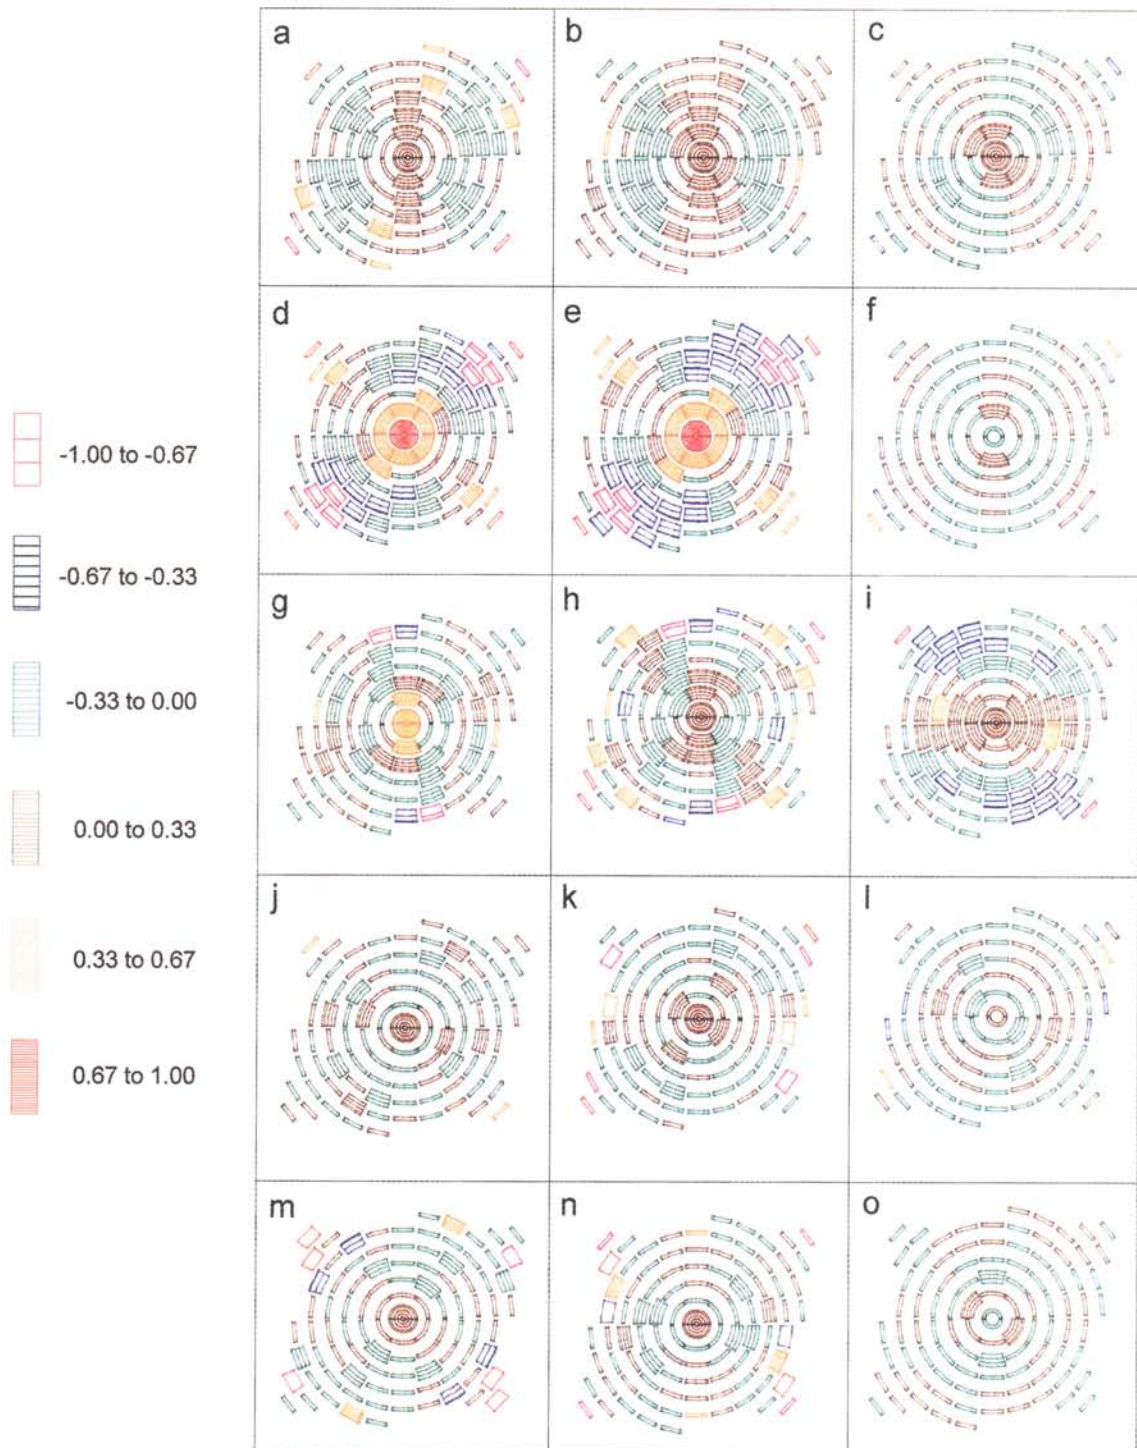 a b c
d e f
-1.00 to -0.67
-0.67 to -0.33
g h i
-0.33 to 0.00
0.00 to 0.33
j k l
0.33 to 0.67
0.67 to 1.00
m n o